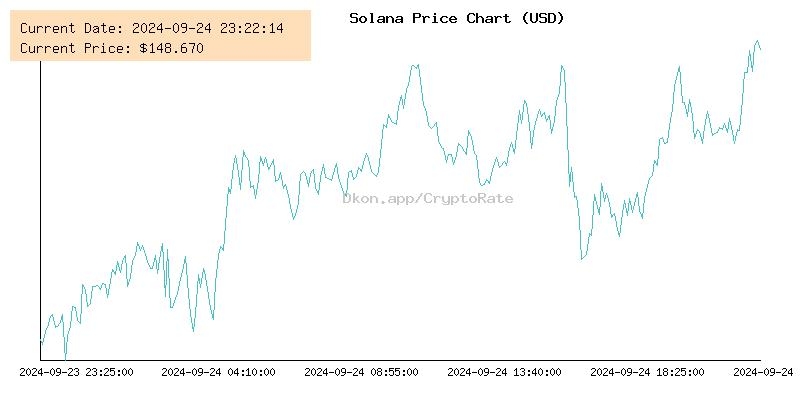 Solana Price Chart (USD)
Current Date: 2024-09-24 23:22:14
Current Price: $148.670
Dkon.app/CryptoRate
2024-09-23 23:25:00
2024-09-24 04:10:00
2024-09-24 08:55:00
2024-09-24 13:40:00
2024-09-24 18:25:00
2024-09-24